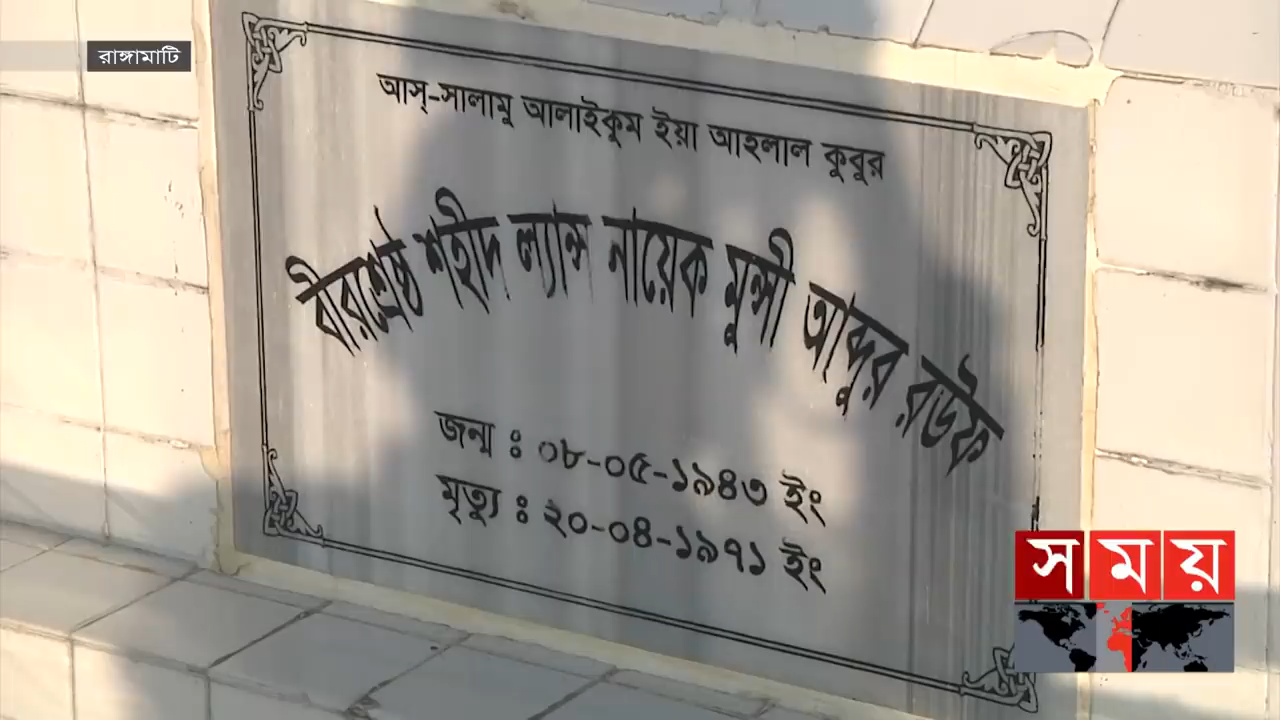 রাঙ্গামাটি
আস্-সালামু আলাইকুম ইয়া আহলাল কুবুর
বীরশ্রেষ্ঠ শহীদ ল্যান্স নায়েক মুন্সী আব্দুর রউফ
জন্ম : ০৮-০৫-১৯৪৩ ইং
মৃত্যু : ২০-০৪-১৯৭১ ইং
সময়